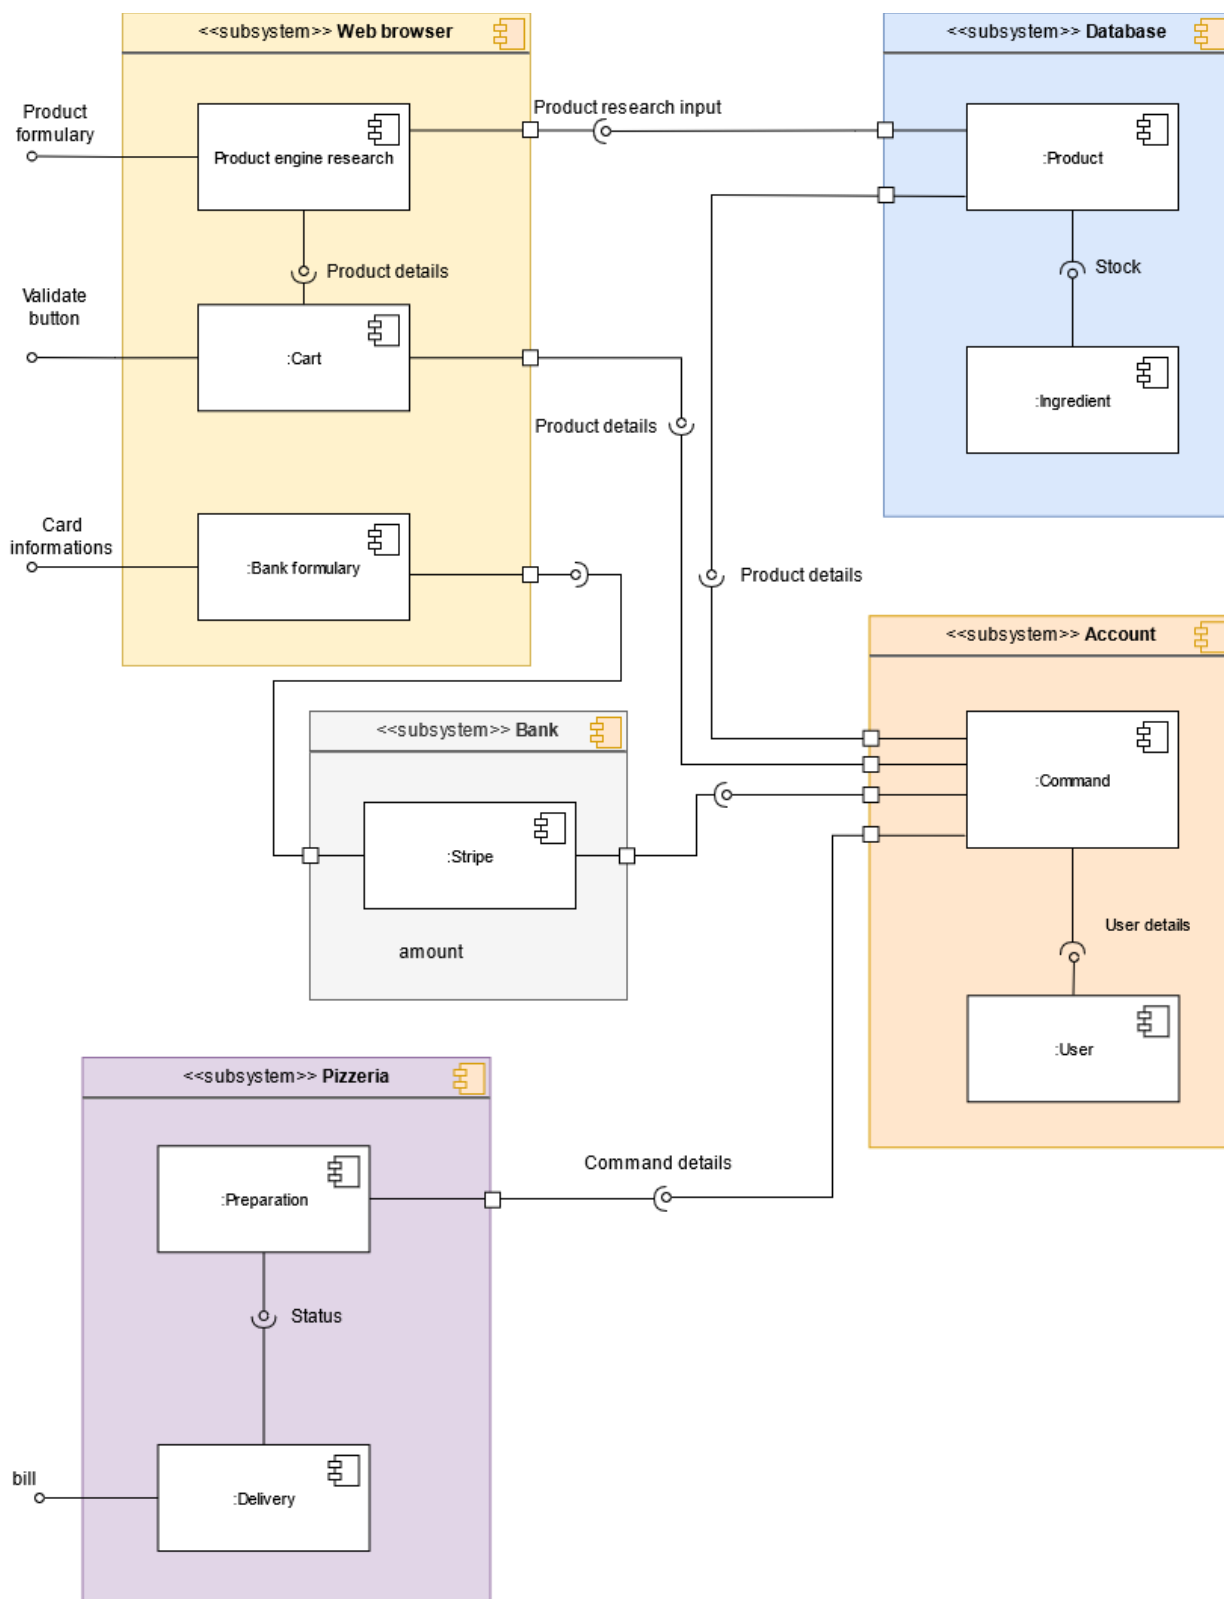 <<subsystem>> Web browser
<<subsystem>> Database
Product
formulary
Product engine research
Product research input
:Product
Product details
Stock
Validate
button
:Cart
:Ingredient
Product details
Card
informations
:Bank formulary
Product details
<<subsystem>> Account
<<subsystem>> Bank
:Command
:Stripe
amount
User details
:User
<<subsystem>> Pizzeria
Command details
:Preparation
Status
bill
:Delivery